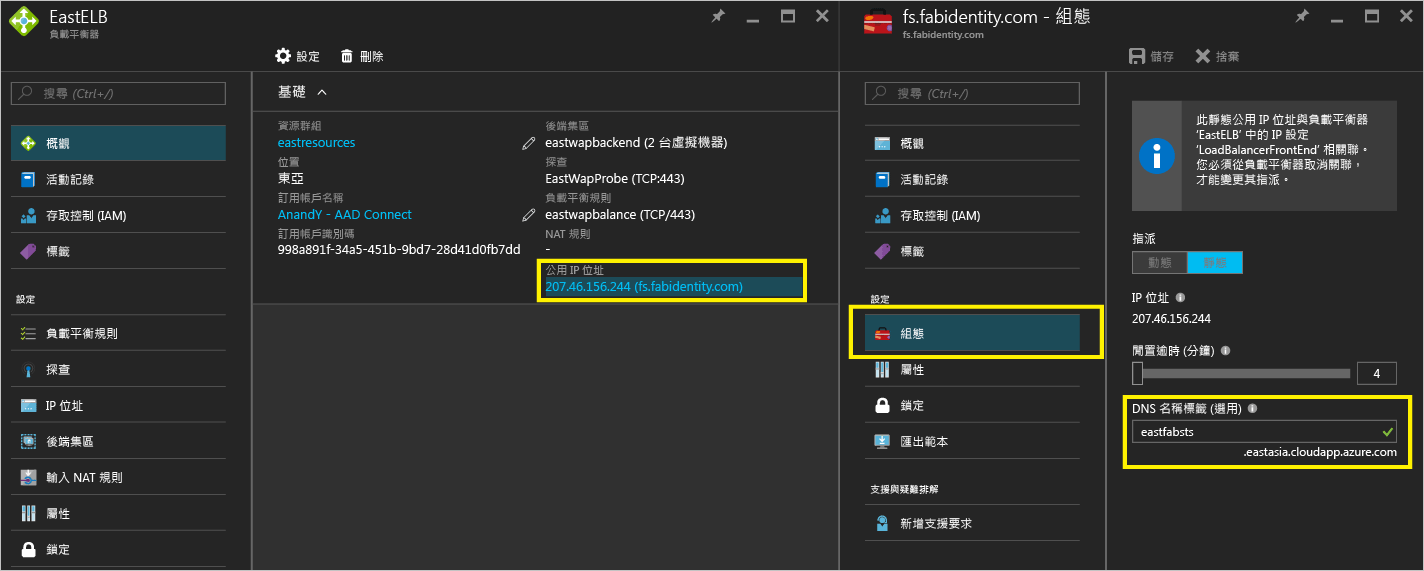 EastELB
負載平衡器
設定
刪除
搜尋 (Ctrl+/)
概觀
活動記錄
存取控制 (IAM)
標籤
設定
負載平衡規則
探查
IP 位址
後端集區
輸入 NAT 規則
屬性
鎖定
基礎
資源群組
eastresources
位置
東亞
訂用帳戶名稱
AnandY - AAD Connect
訂用帳戶識別碼
998a891f-34a5-451b-9bd7-28d41d0fb7dd
後端集區
eastwapbackend (2 台虛擬機器)
探查
EastWapProbe (TCP:443)
負載平衡規則
eastwapbalance (TCP/443)
NAT 規則
-
公用 IP 位址
207.46.156.244 (fs.fabidentity.com)
fs.fabidentity.com - 組態
fs.fabidentity.com
儲存
捨棄
搜尋 (Ctrl+/)
概觀
活動記錄
存取控制 (IAM)
標籤
設定
組態
屬性
鎖定
匯出範本
支援與疑難排解
新增支援要求
此靜態公用 IP 位址與負載平衡器
'EastELB' 中的 IP 設定
'LoadBalancerFrontEnd' 相關聯。
您必須從負載平衡器取消關聯，
才能變更其指派。
指派
動態
靜態
IP 位址
207.46.156.244
閒置逾時 (分鐘)
4
DNS 名稱標籤 (選用)
eastfabsts
.eastasia.cloudapp.azure.com